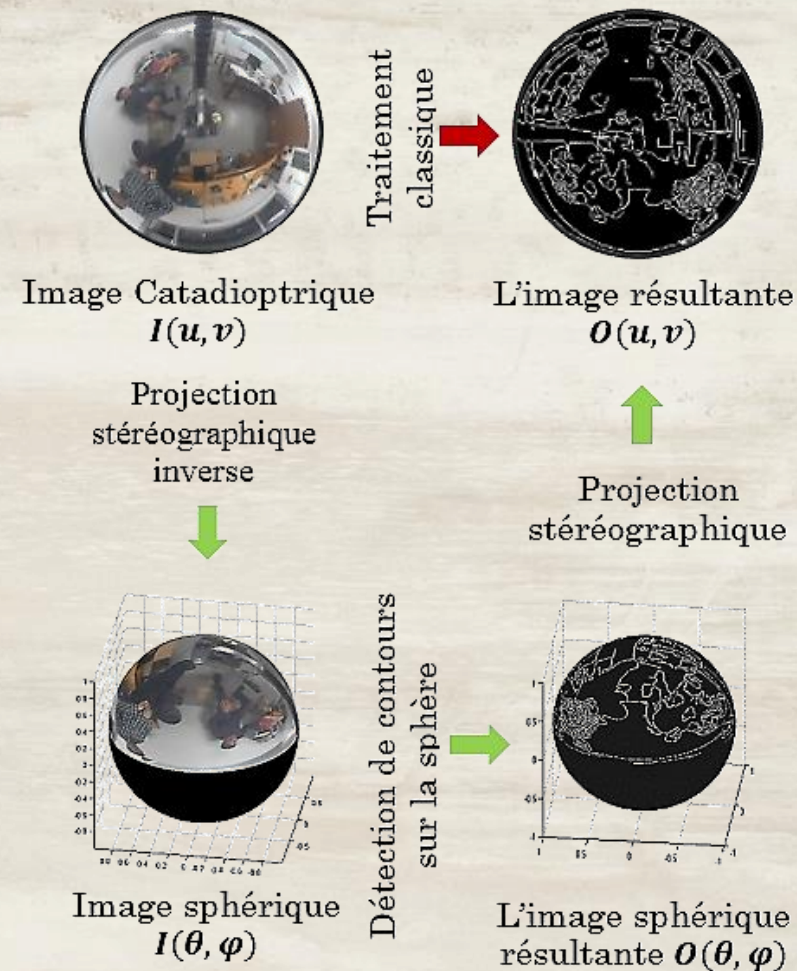 Traitement
classique
Image Catadioptrique
I(u, v)
L'image résultante
O(u, v)
Projection
stéréographique
inverse
Projection
stéréographique
Détection de contours
sur la sphère
Image sphérique
I(θ, φ)
L'image sphérique
résultante O(θ, φ)